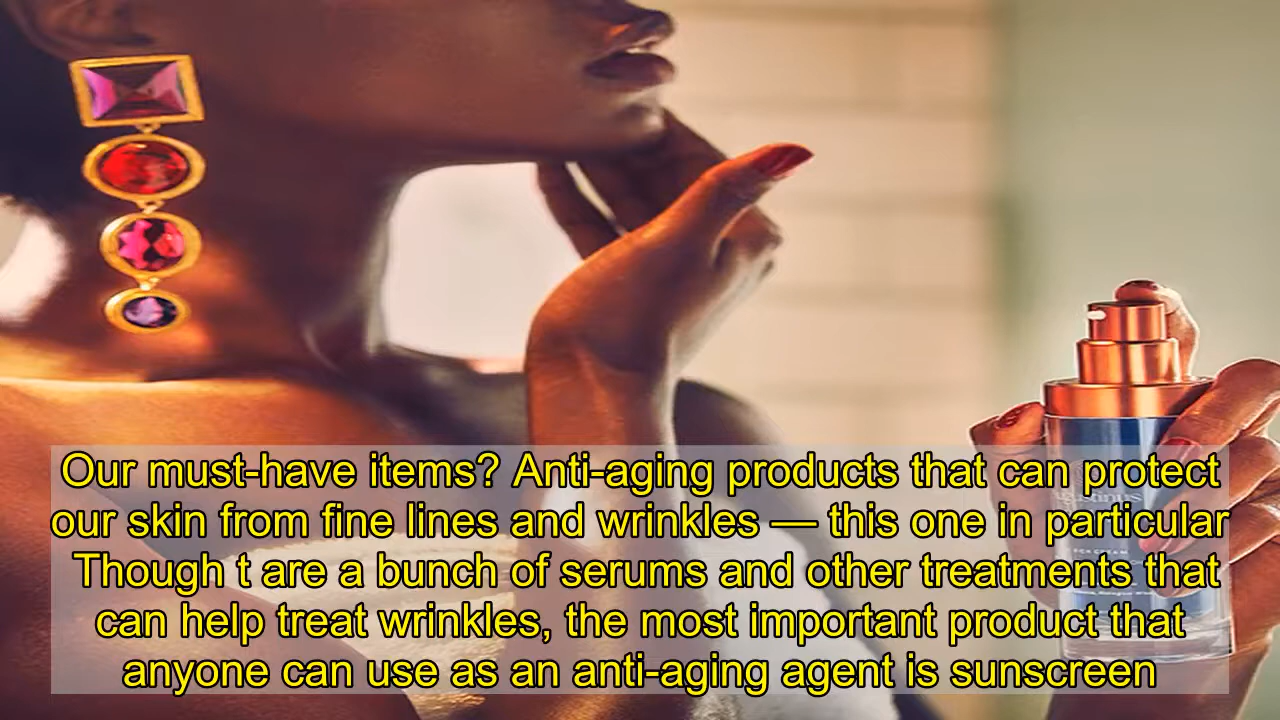 Our must-have items? Anti-aging products that can protect
our skin from fine lines and wrinkles — this one in particular
Though t are a bunch of serums and other treatments that
can help treat wrinkles, the most important product that
anyone can use as an anti-aging agent is sunscreen